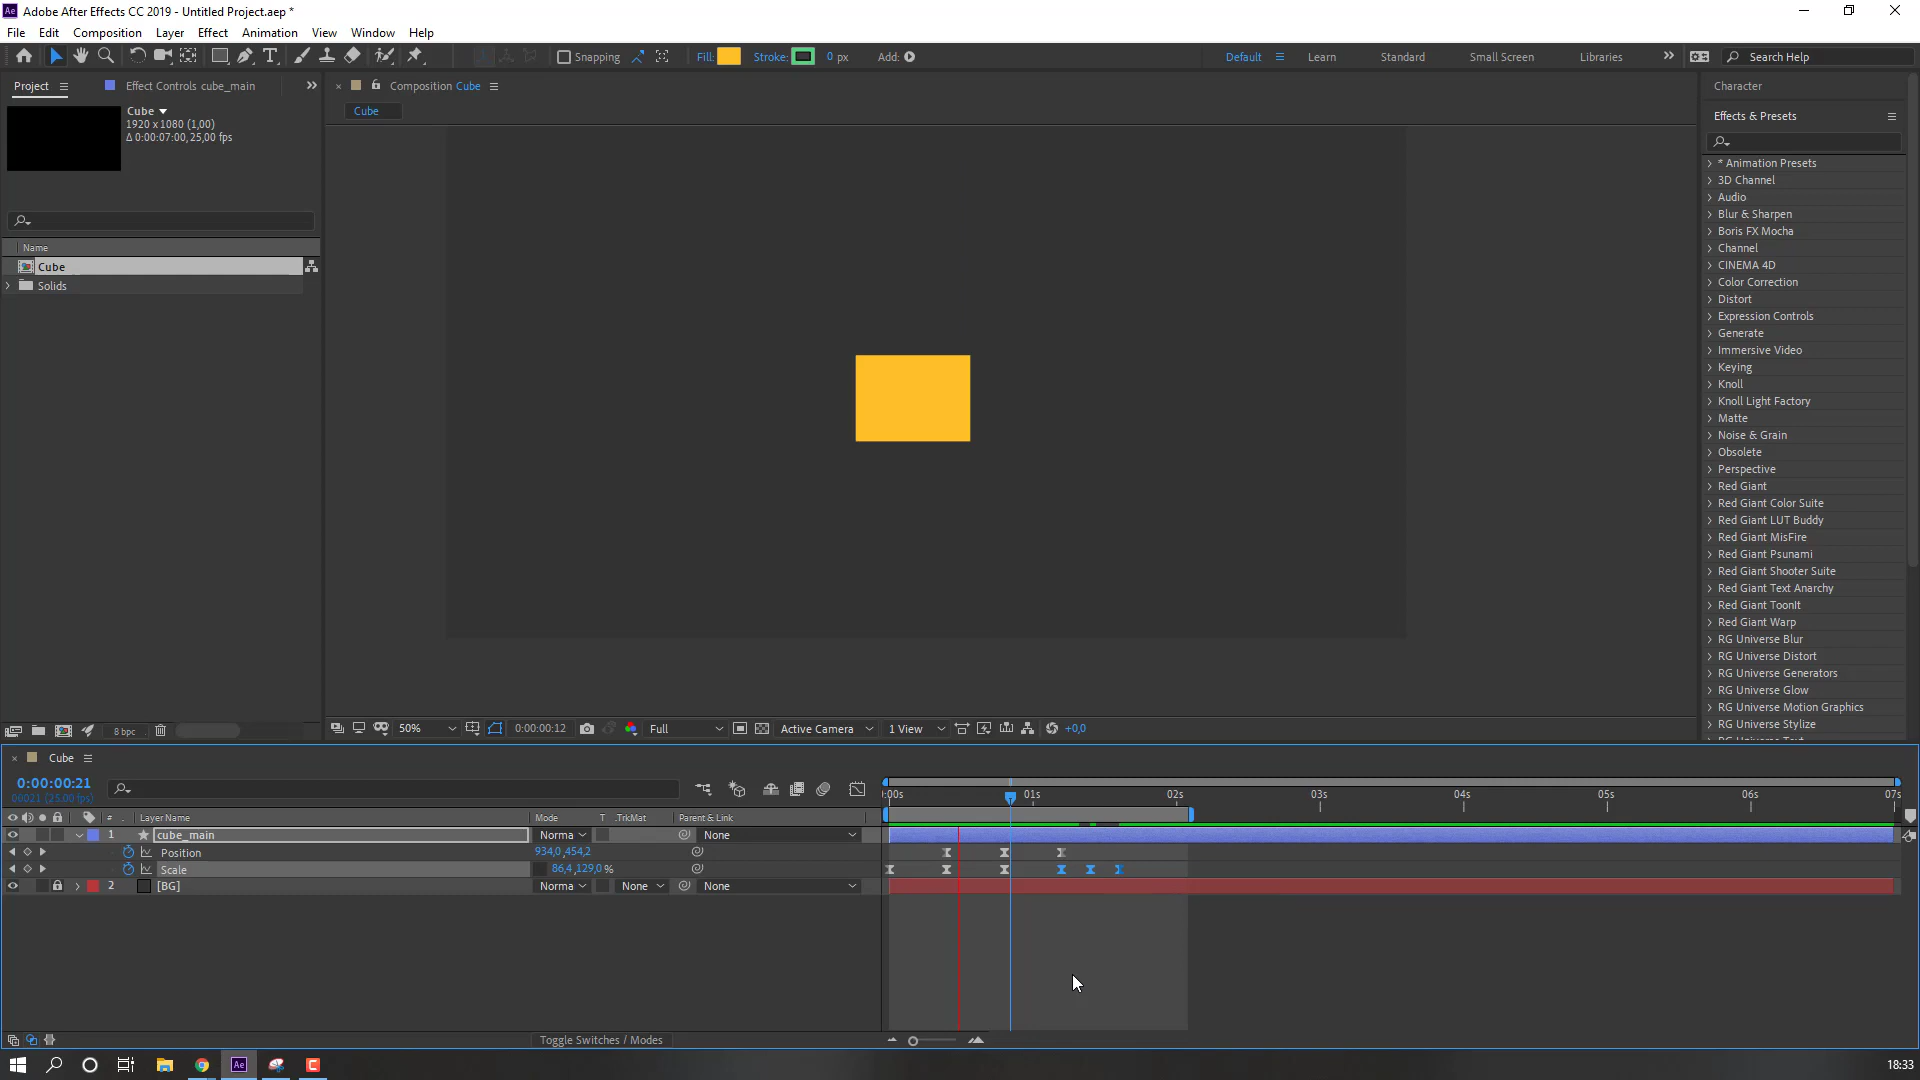 Ae Adobe After Effects CC 2019 - Untitled Project.aep *
File Edit Composition Layer Effect Animation View Window Help
Snapping Fill: Stroke: 0 px Add: Default Learn Standard Small Screen Libraries Search Help
Project Effect Controls cube_main
Composition Cube
Cube
Cube
1920 x 1080 (1,00)
Δ 0:00:07:00, 25,00 fps
Name
Cube
Solids
8 bpc
50% 0:00:00:12 Full Active Camera 1 View +0,0
Character
Effects & Presets
* Animation Presets
3D Channel
Audio
Blur & Sharpen
Boris FX Mocha
Channel
CINEMA 4D
Color Correction
Distort
Expression Controls
Generate
Immersive Video
Keying
Knoll
Knoll Light Factory
Matte
Noise & Grain
Obsolete
Perspective
Red Giant
Red Giant Color Suite
Red Giant LUT Buddy
Red Giant MisFire
Red Giant Psunami
Red Giant Shooter Suite
Red Giant Text Anarchy
Red Giant ToonIt
Red Giant Warp
RG Universe Blur
RG Universe Distort
RG Universe Generators
RG Universe Glow
RG Universe Motion Graphics
RG Universe Stylize
RG Universe Text
Cube
0:00:00:21
00021 (25.00 fps)
:00s 01s 02s 03s 04s 05s 06s 07s
# Layer Name Mode T .TrkMat Parent & Link
1 cube_main Norma None
Position 934,0,454,2
Scale 86,4,129,0%
2 [BG] Norma None None
Toggle Switches / Modes
Ae
18:33